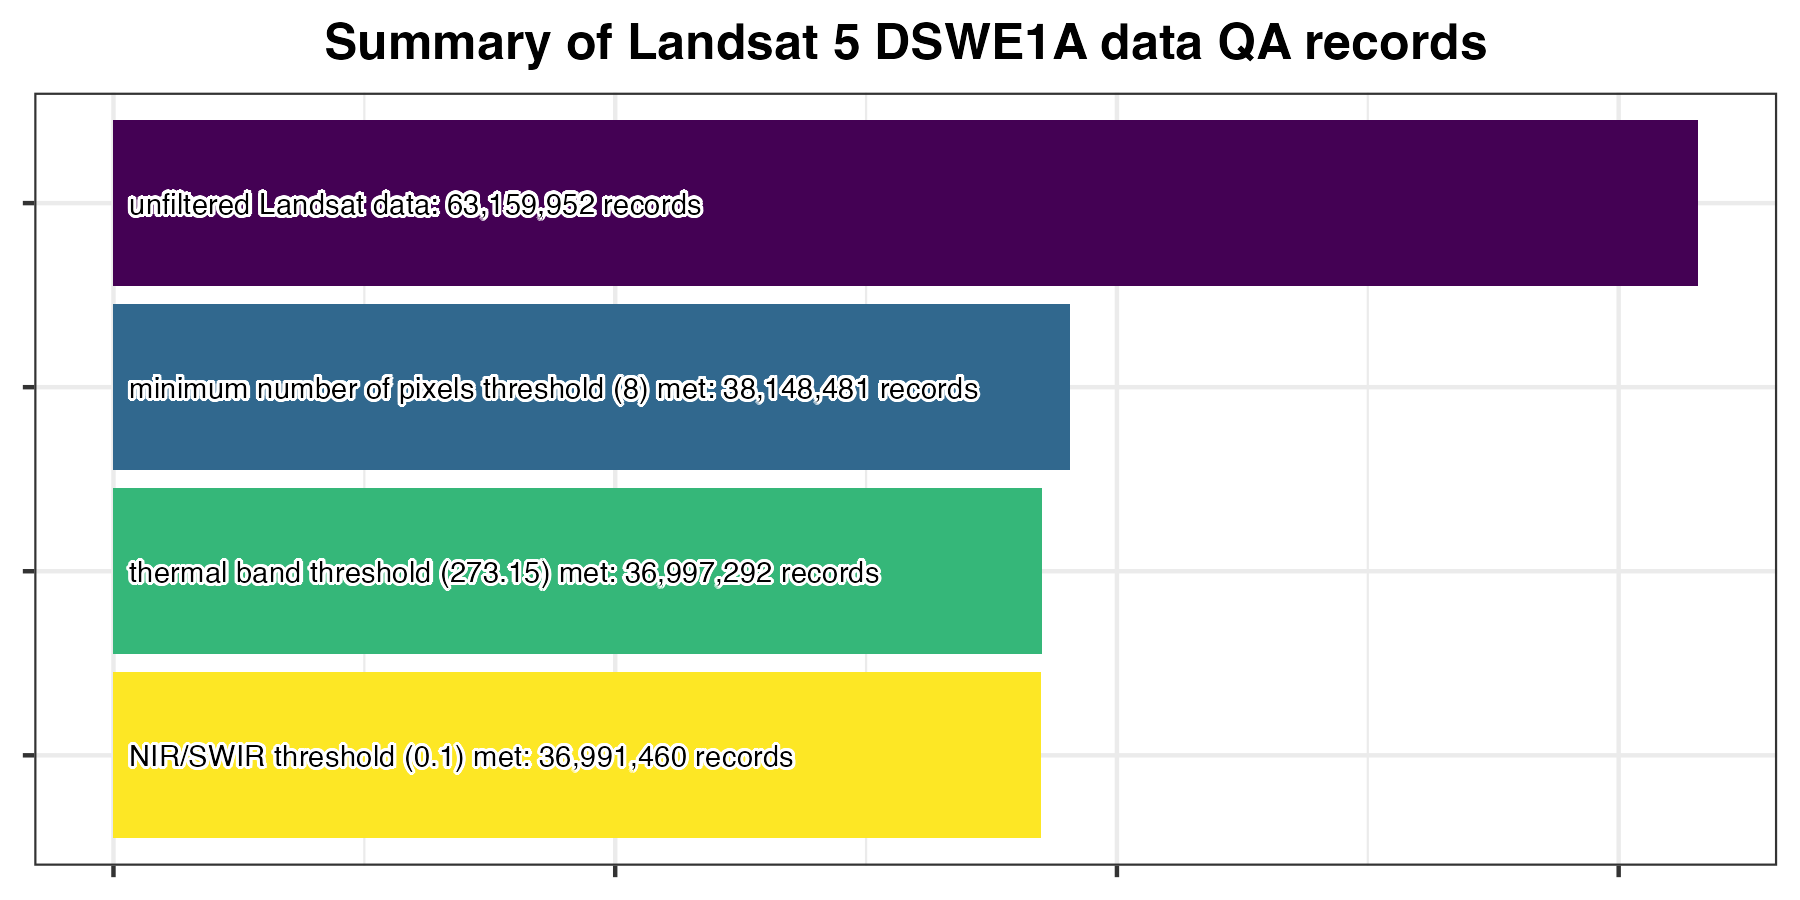 Summary of Landsat 5 DSWE1A data QA records
unfiltered Landsat data: 63,159,952 records
minimum number of pixels threshold (8) met: 38,148,481 records
thermal band threshold (273.15) met: 36,997,292 records
NIR/SWIR threshold (0.1) met: 36,991,460 records